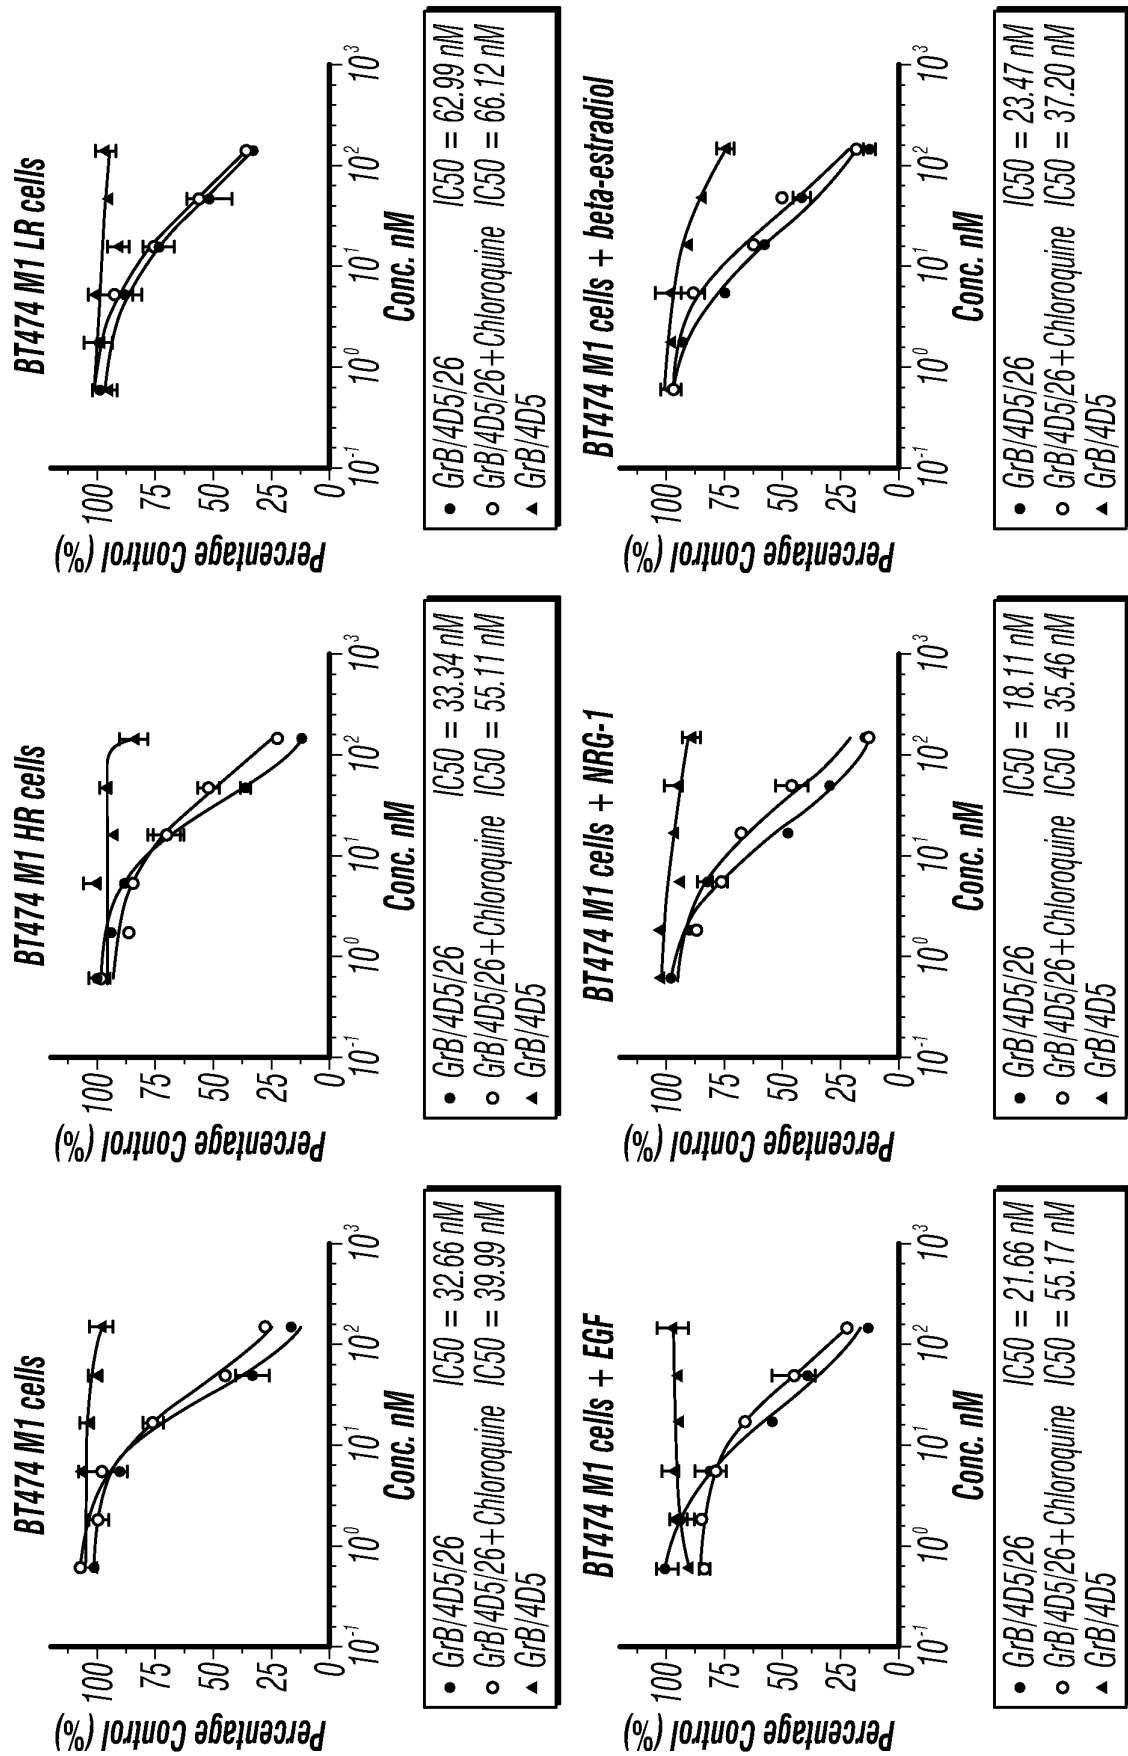 BT474 M1 cells
Percentage Control (%)
100
75
50
25
0
10-1
100
101
102
103
Conc. nM
● GrB/4D5/26 IC50 = 32.66 nM
○ GrB/4D5/26+Chloroquine IC50 = 39.99 nM
▲ GrB/4D5
BT474 M1 HR cells
Percentage Control (%)
100
75
50
25
0
10-1
100
101
102
103
Conc. nM
● GrB/4D5/26 IC50 = 33.34 nM
○ GrB/4D5/26+Chloroquine IC50 = 55.11 nM
▲ GrB/4D5
BT474 M1 LR cells
Percentage Control (%)
100
75
50
25
0
10-1
100
101
102
103
Conc. nM
● GrB/4D5/26 IC50 = 62.99 nM
○ GrB/4D5/26+Chloroquine IC50 = 66.12 nM
▲ GrB/4D5
BT474 M1 cells + EGF
Percentage Control (%)
100
75
50
25
0
10-1
100
101
102
103
Conc. nM
● GrB/4D5/26 IC50 = 21.66 nM
○ GrB/4D5/26+Chloroquine IC50 = 55.17 nM
▲ GrB/4D5
BT474 M1 cells + NRG-1
Percentage Control (%)
100
75
50
25
0
10-1
100
101
102
103
Conc. nM
● GrB/4D5/26 IC50 = 18.11 nM
○ GrB/4D5/26+Chloroquine IC50 = 35.46 nM
▲ GrB/4D5
BT474 M1 cells + beta-estradiol
Percentage Control (%)
100
75
50
25
0
10-1
100
101
102
103
Conc. nM
● GrB/4D5/26 IC50 = 23.47 nM
○ GrB/4D5/26+Chloroquine IC50 = 37.20 nM
▲ GrB/4D5